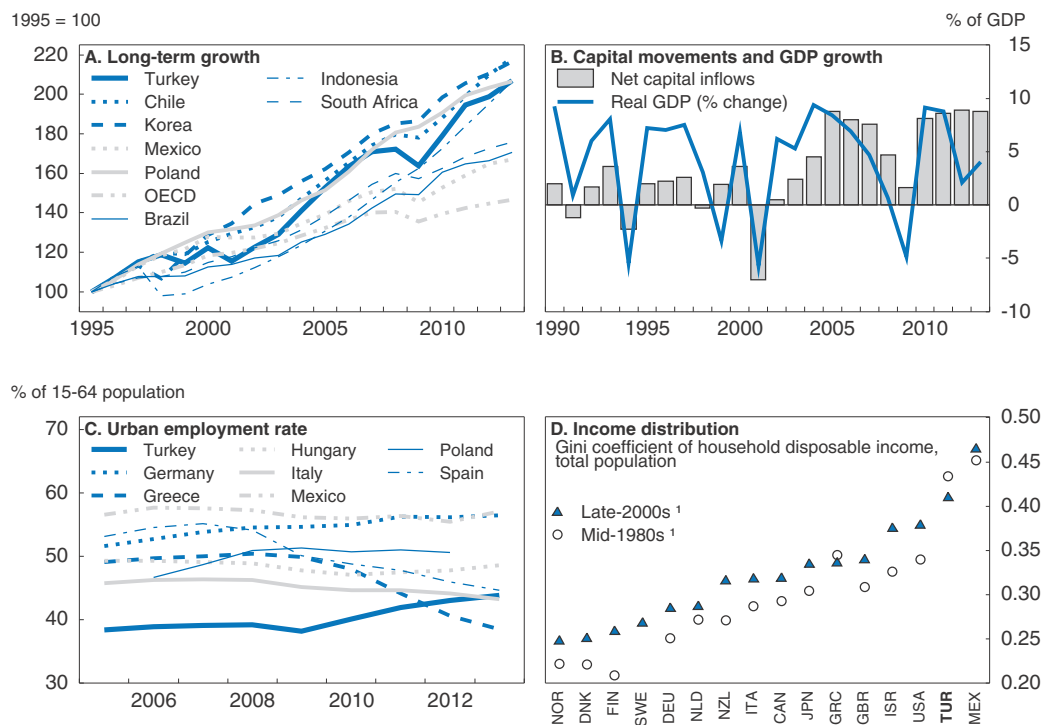 1995 = 100
A. Long-term growth
Turkey
Chile
Korea
Mexico
Poland
OECD
Brazil
Indonesia
South Africa
220
200
180
160
140
120
100
1995 2000 2005 2010
% of GDP
B. Capital movements and GDP growth
Net capital inflows
Real GDP (% change)
15
10
5
0
-5
-10
1990 1995 2000 2005 2010
% of 15-64 population
C. Urban employment rate
Turkey
Germany
Greece
Hungary
Italy
Mexico
Poland
Spain
70
60
50
40
30
2006 2008 2010 2012
D. Income distribution
Gini coefficient of household disposable income,
total population
Late-2000s ¹
Mid-1980s ¹
0.50
0.45
0.40
0.35
0.30
0.25
0.20
NOR
DNK
FIN
SWE
DEU
NLD
NZL
ITA
CAN
JPN
GRC
GBR
ISR
USA
TUR
MEX